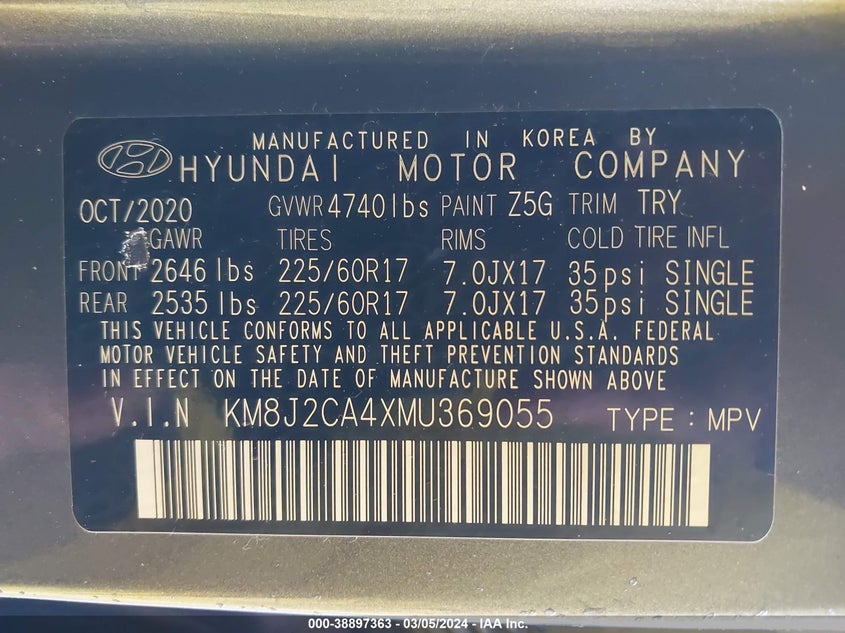 MANUFACTURED IN KOREA BY
HYUNDAI MOTOR COMPANY
OCT/2020 GVWR 4740 lbs PAINT Z5G TRIM TRY
GAWR TIRES RIMS COLD TIRE INFL
FRONT 2646 lbs 225/60R17 7.0JX17 35psi SINGLE
REAR 2535 lbs 225/60R17 7.0JX17 35psi SINGLE
THIS VEHICLE CONFORMS TO ALL APPLICABLE U.S.A. FEDERAL
MOTOR VEHICLE SAFETY AND THEFT PREVENTION STANDARDS
IN EFFECT ON THE DATE OF MANUFACTURE SHOWN ABOVE
V.I.N KM8J2CA4XMU369055 TYPE : MPV
000-38897363 - 03/05/2024 - IAA Inc.